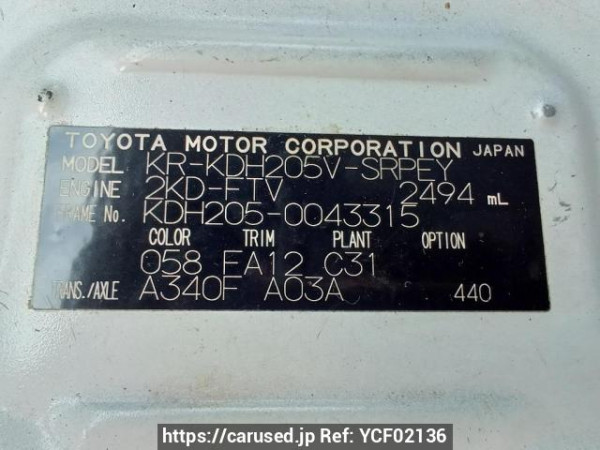 TOYOTA MOTOR CORPORATION JAPAN
MODEL KR-KDH205V-SRPEY
ENGINE 2KD-FTV 2494 mL
FRAME No. KDH205-0043315
COLOR TRIM PLANT OPTION
058 FA12 C31
TRANS./AXLE A340F A03A 440
https://carused.jp Ref: YCF02136